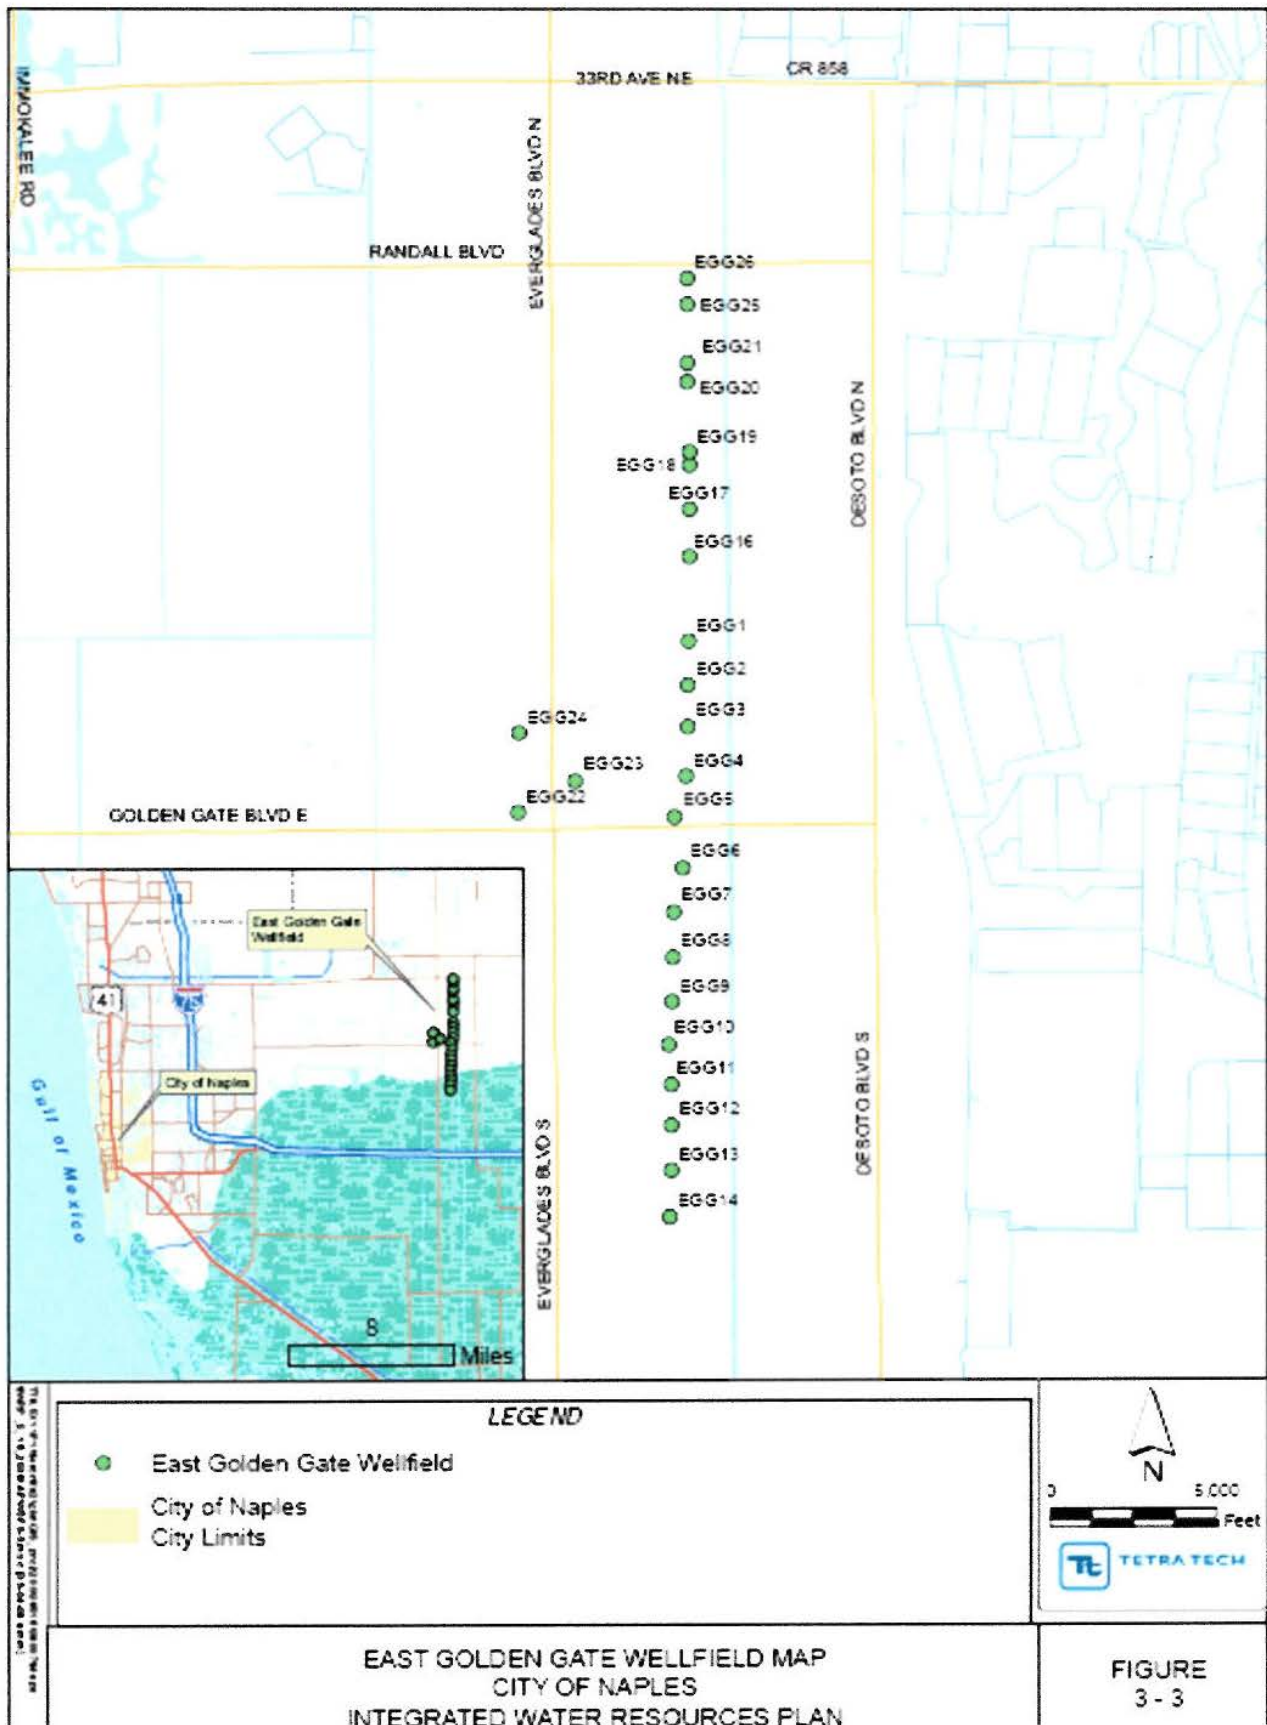 33RD AVE NE
CR 858
IMMOKALEE RD
EVERGLADES BLVD N
RANDALL BLVD
EGG26
EGG25
EGG21
EGG20
DESOTO BLVD N
EGG19
EGG18
EGG17
EGG16
EGG1
EGG2
EGG3
EGG24
EGG23
EGG4
EGG22
EGG5
GOLDEN GATE BLVD E
EGG6
EGG7
EGG8
EGG9
EGG10
EGG11
EGG12
EGG13
EGG14
DESOTO BLVD S
EVERGLADES BLVD S
East Golden Gate
Wellfield
41
75
City of Naples
Gulf of Mexico
8
Miles
LEGEND
East Golden Gate Wellfield
City of Naples
City Limits
N
0 5,000
Feet
Tt TETRA TECH
EAST GOLDEN GATE WELLFIELD MAP
CITY OF NAPLES
INTEGRATED WATER RESOURCES PLAN
FIGURE
3 - 3